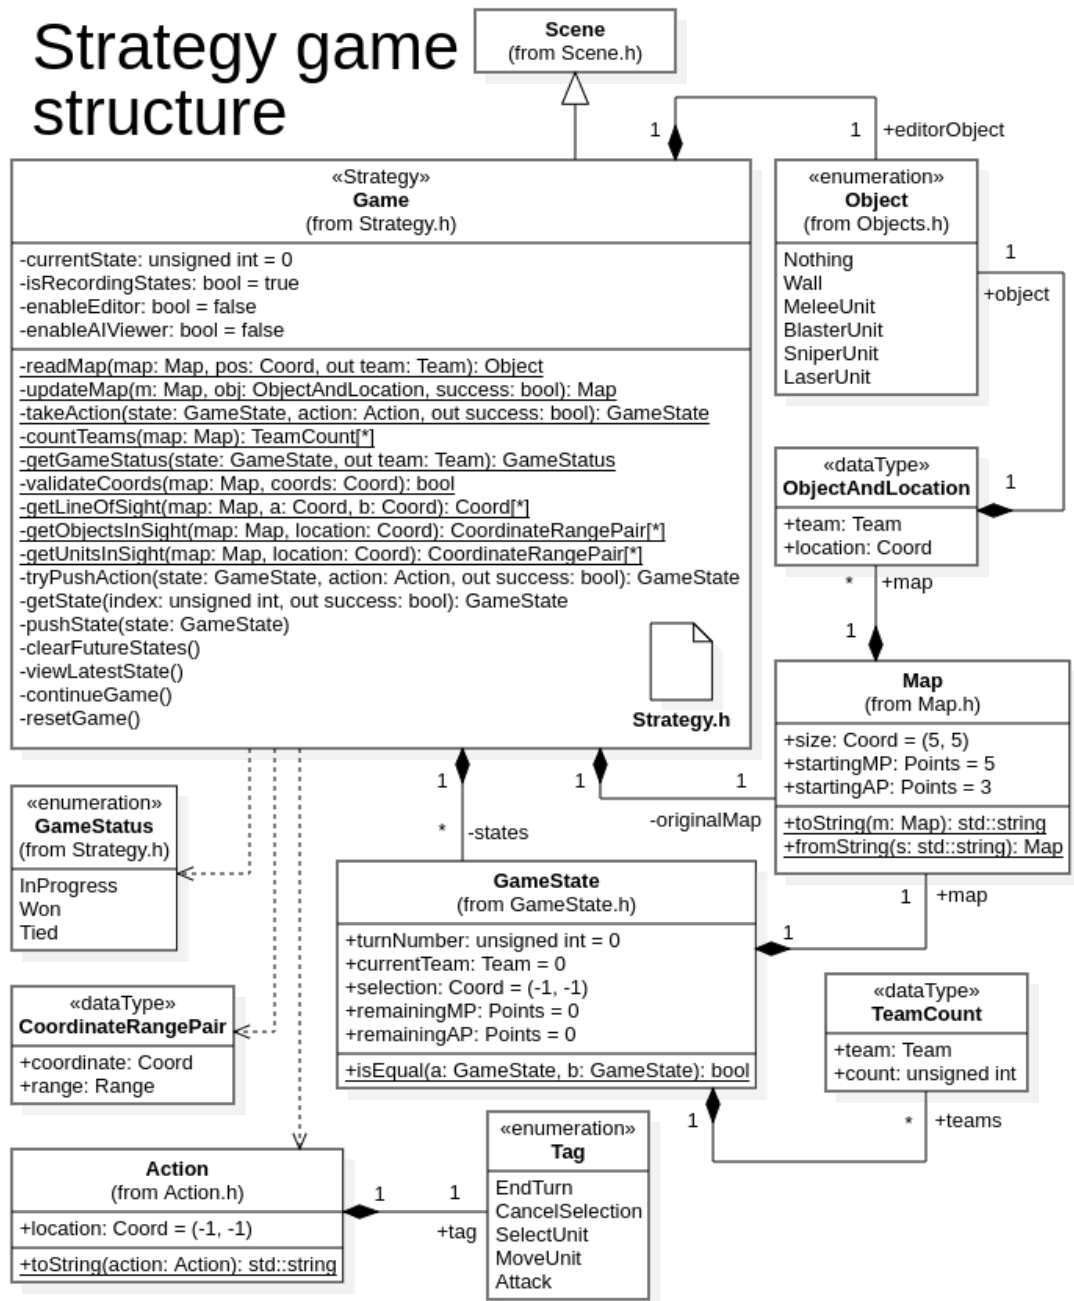 Strategy game
structure
Scene
(from Scene.h)
1
1
+editorObject
«Strategy»
Game
(from Strategy.h)
-currentState: unsigned int = 0
-isRecordingStates: bool = true
-enableEditor: bool = false
-enableAIViewer: bool = false
-readMap(map: Map, pos: Coord, out team: Team): Object
-updateMap(m: Map, obj: ObjectAndLocation, success: bool): Map
-takeAction(state: GameState, action: Action, out success: bool): GameState
-countTeams(map: Map): TeamCount[*]
-getGameStatus(state: GameState, out team: Team): GameStatus
-validateCoords(map: Map, coords: Coord): bool
-getLineOfSight(map: Map, a: Coord, b: Coord): Coord[*]
-getObjectsInSight(map: Map, location: Coord): CoordinateRangePair[*]
-getUnitsInSight(map: Map, location: Coord): CoordinateRangePair[*]
-tryPushAction(state: GameState, action: Action, out success: bool): GameState
-getState(index: unsigned int, out success: bool): GameState
-pushState(state: GameState)
-clearFutureStates()
-viewLatestState()
-continueGame()
-resetGame()
Strategy.h
«enumeration»
Object
(from Objects.h)
Nothing
Wall
MeleeUnit
BlasterUnit
SniperUnit
LaserUnit
1
+object
«dataType»
ObjectAndLocation
+team: Team
+location: Coord
1
*
+map
1
Map
(from Map.h)
+size: Coord = (5, 5)
+startingMP: Points = 5
+startingAP: Points = 3
+toString(m: Map): std::string
+fromString(s: std::string): Map
1
*
-states
1
1
-originalMap
«enumeration»
GameStatus
(from Strategy.h)
InProgress
Won
Tied
GameState
(from GameState.h)
+turnNumber: unsigned int = 0
+currentTeam: Team = 0
+selection: Coord = (-1, -1)
+remainingMP: Points = 0
+remainingAP: Points = 0
+isEqual(a: GameState, b: GameState): bool
1
+map
1
«dataType»
CoordinateRangePair
+coordinate: Coord
+range: Range
«dataType»
TeamCount
+team: Team
+count: unsigned int
1
*
+teams
Action
(from Action.h)
+location: Coord = (-1, -1)
+toString(action: Action): std::string
1
1
+tag
«enumeration»
Tag
EndTurn
CancelSelection
SelectUnit
MoveUnit
Attack